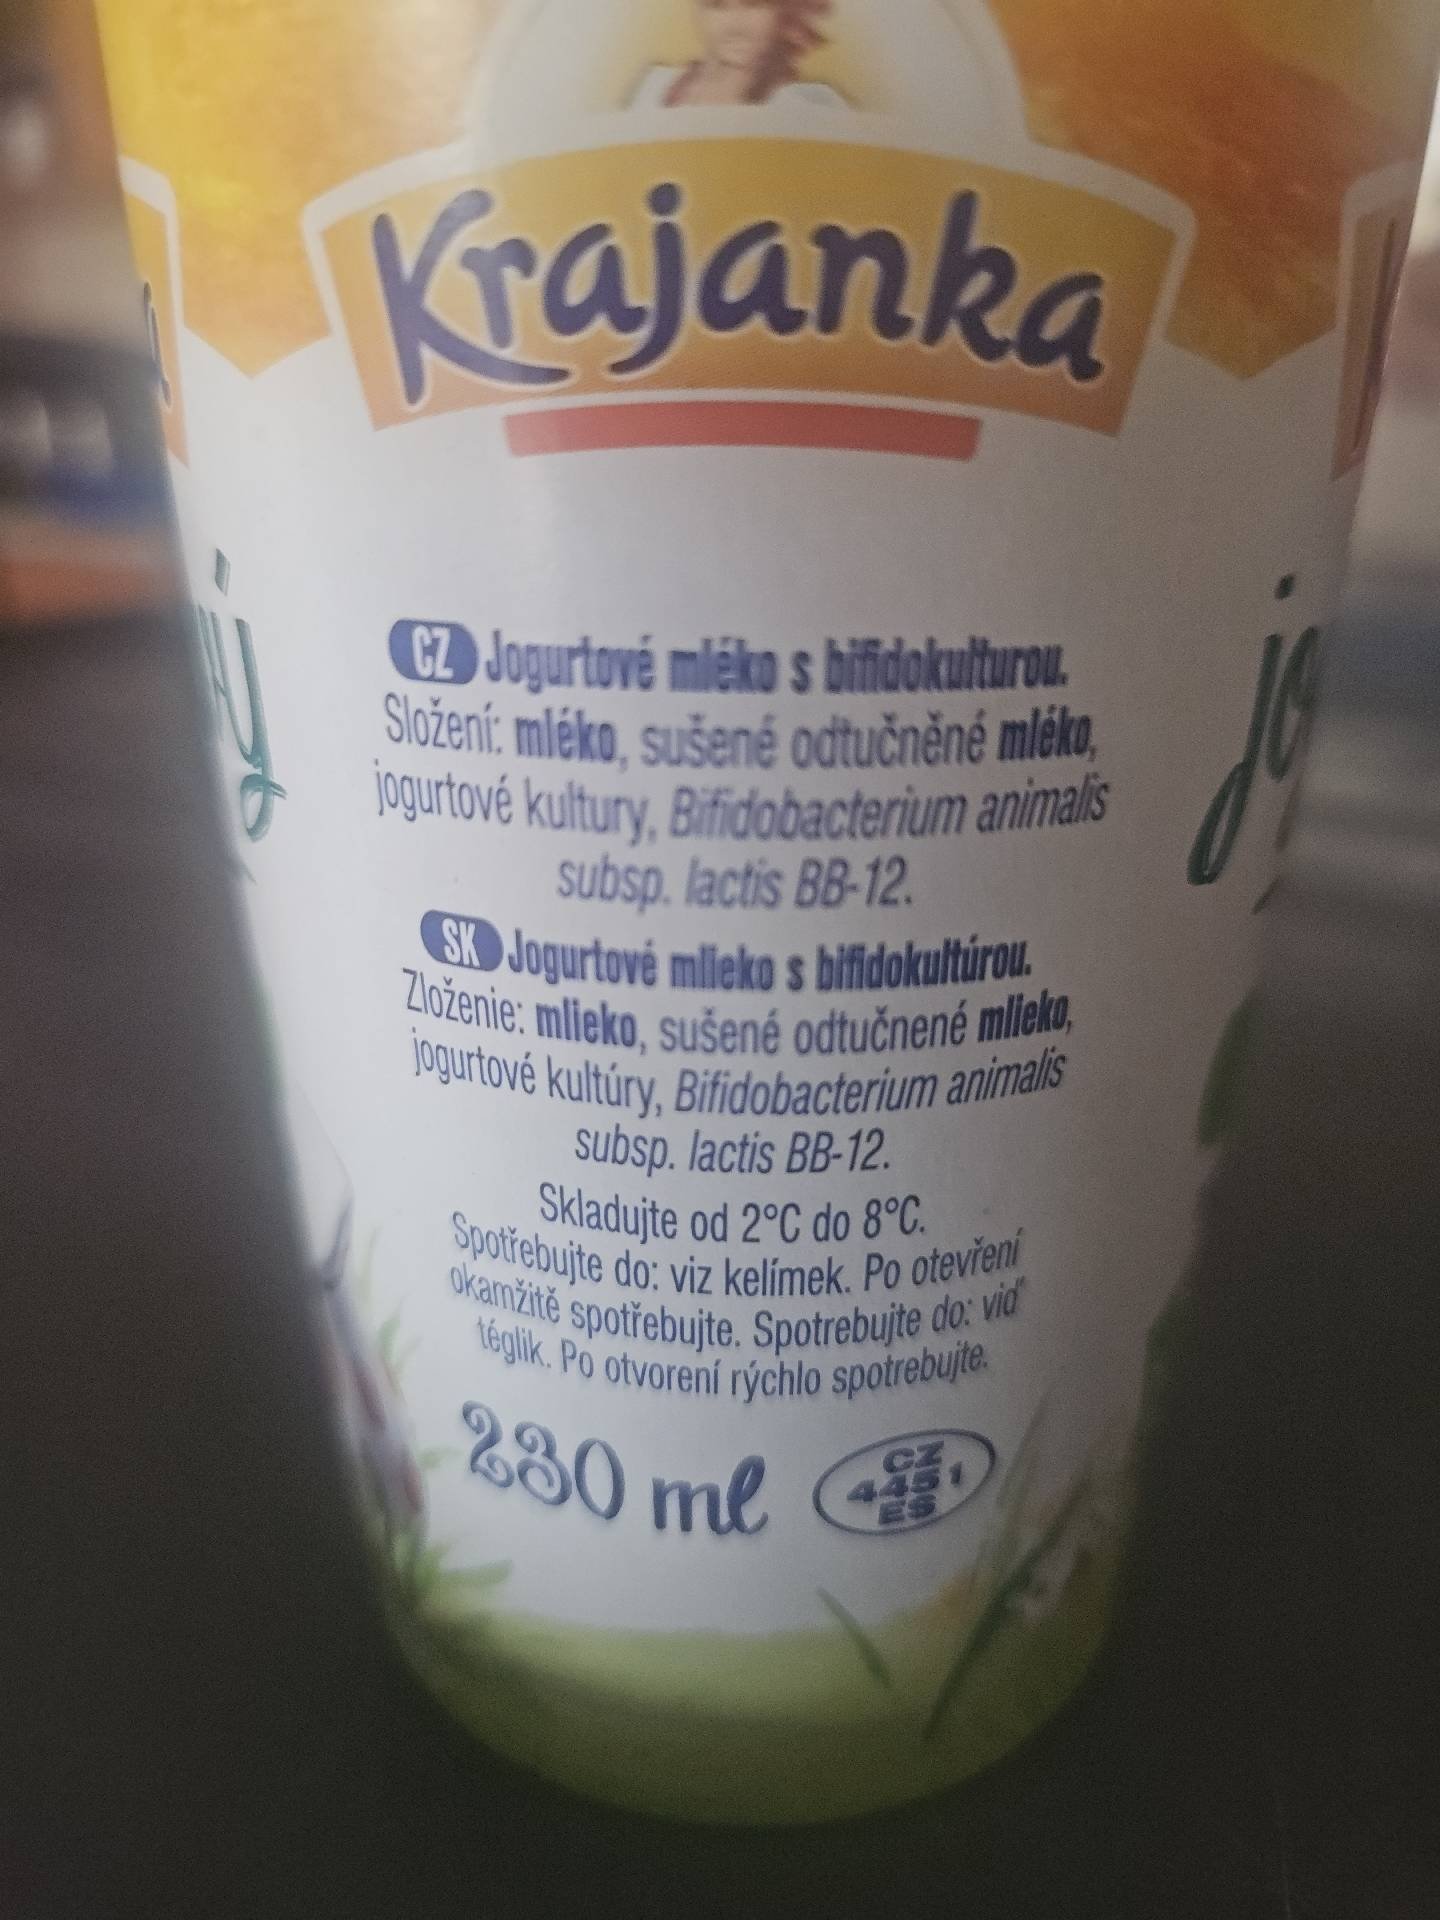 Krajanka
CZ Jogurtové mléko s bifidokulturou.
Složení: mléko, sušené odtučněné mléko,
jogurtové kultury, Bifidobacterium animalis
subsp. lactis BB-12.
SK Jogurtové mlieko s bifidokultúrou.
Zloženie: mlieko, sušené odtučnené mlieko,
jogurtové kultúry, Bifidobacterium animalis
subsp. lactis BB-12.
Skladujte od 2°C do 8°C.
Spotřebujte do: viz kelímek. Po otevření
okamžitě spotřebujte. Spotrebujte do: viď
téglik. Po otvorení rýchlo spotrebujte.
230 ml
CZ
4451
ES